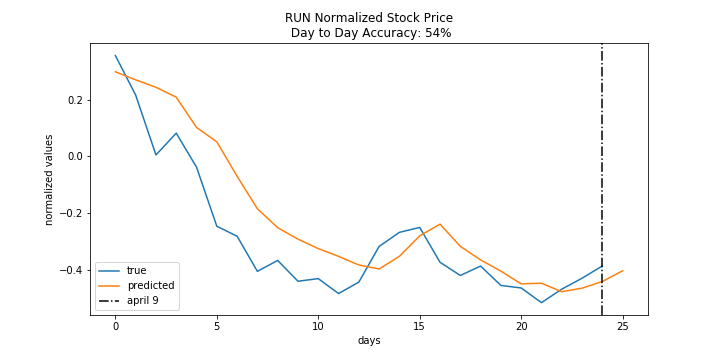 RUN Normalized Stock Price
Day to Day Accuracy: 54%
normalized values
0.2
0.0
−0.2
−0.4
true
predicted
april 9
0 5 10 15 20 25
days